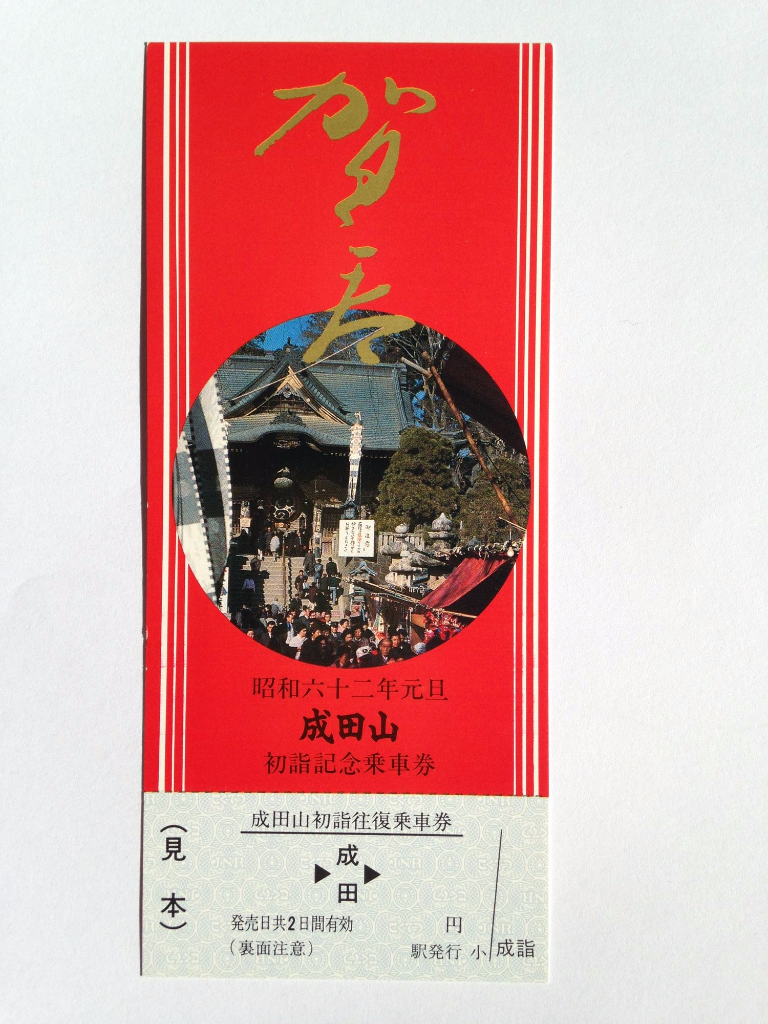 賀春
昭和六十二年元旦
成田山
初詣記念乗車券
成田山初詣往復乗車券
(見本)
▶成田▶
発売日共2日間有効
(裏面注意)
円
駅発行
小
成詣